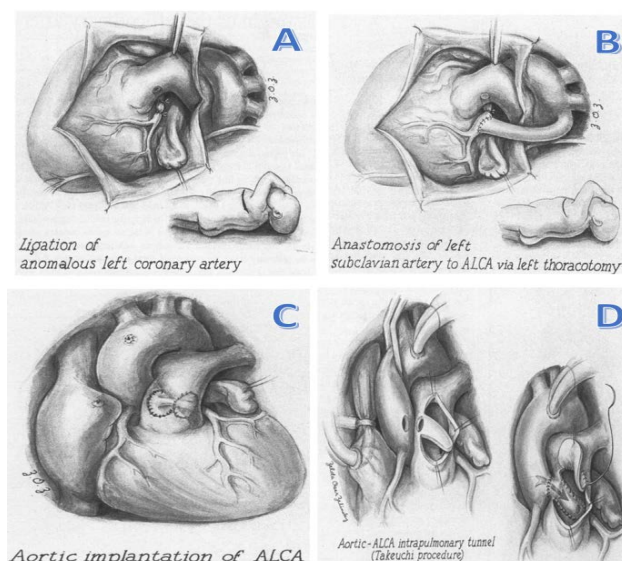 A
Ligation of
anomalous left coronary artery
B
Anastomosis of left
subclavian artery to ALCA via left thoracotomy
C
Aortic implantation of ALCA
D
Aortic-ALCA intrapulmonary tunnel
(Takeuchi procedure)